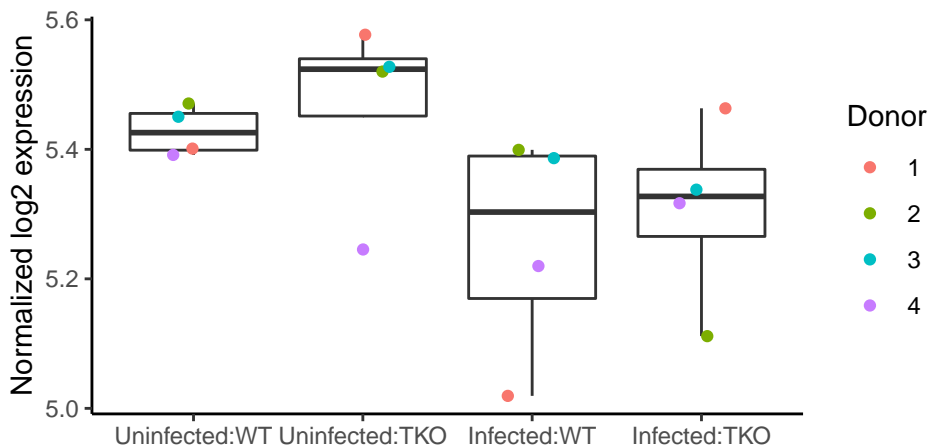 Normalized log2 expression
5.6
5.4
5.2
5.0
Uninfected:WT
Uninfected:TKO
Infected:WT
Infected:TKO
Donor
1
2
3
4